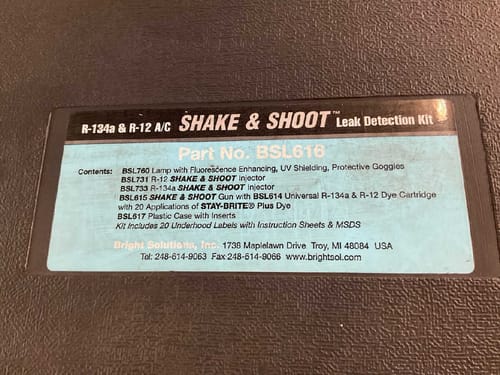 R-134a & R-12 A/C SHAKE & SHOOT™ Leak Detection Kit
Part No. BSL616
Contents: BSL760 Lamp with Fluorescence Enhancing, UV Shielding, Protective Goggles
BSL731 R-12 SHAKE & SHOOT Injector
BSL733 R-134a SHAKE & SHOOT Injector
BSL615 SHAKE & SHOOT Gun with BSL614 Universal R-134a & R-12 Dye Cartridge
with 20 Applications of STAY-BRITE® Plus Dye
BSL617 Plastic Case with Inserts
Kit Includes 20 Underhood Labels with Instruction Sheets & MSDS
Bright Solutions, Inc. 1738 Maplelawn Drive Troy, MI 48084 USA
Tel: 248-614-9063 Fax 248-614-9066 www.brightsol.com